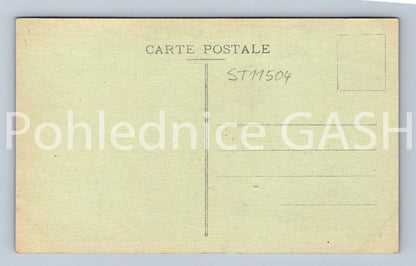 CARTE POSTALE
ST11504
Pohlednice GASH